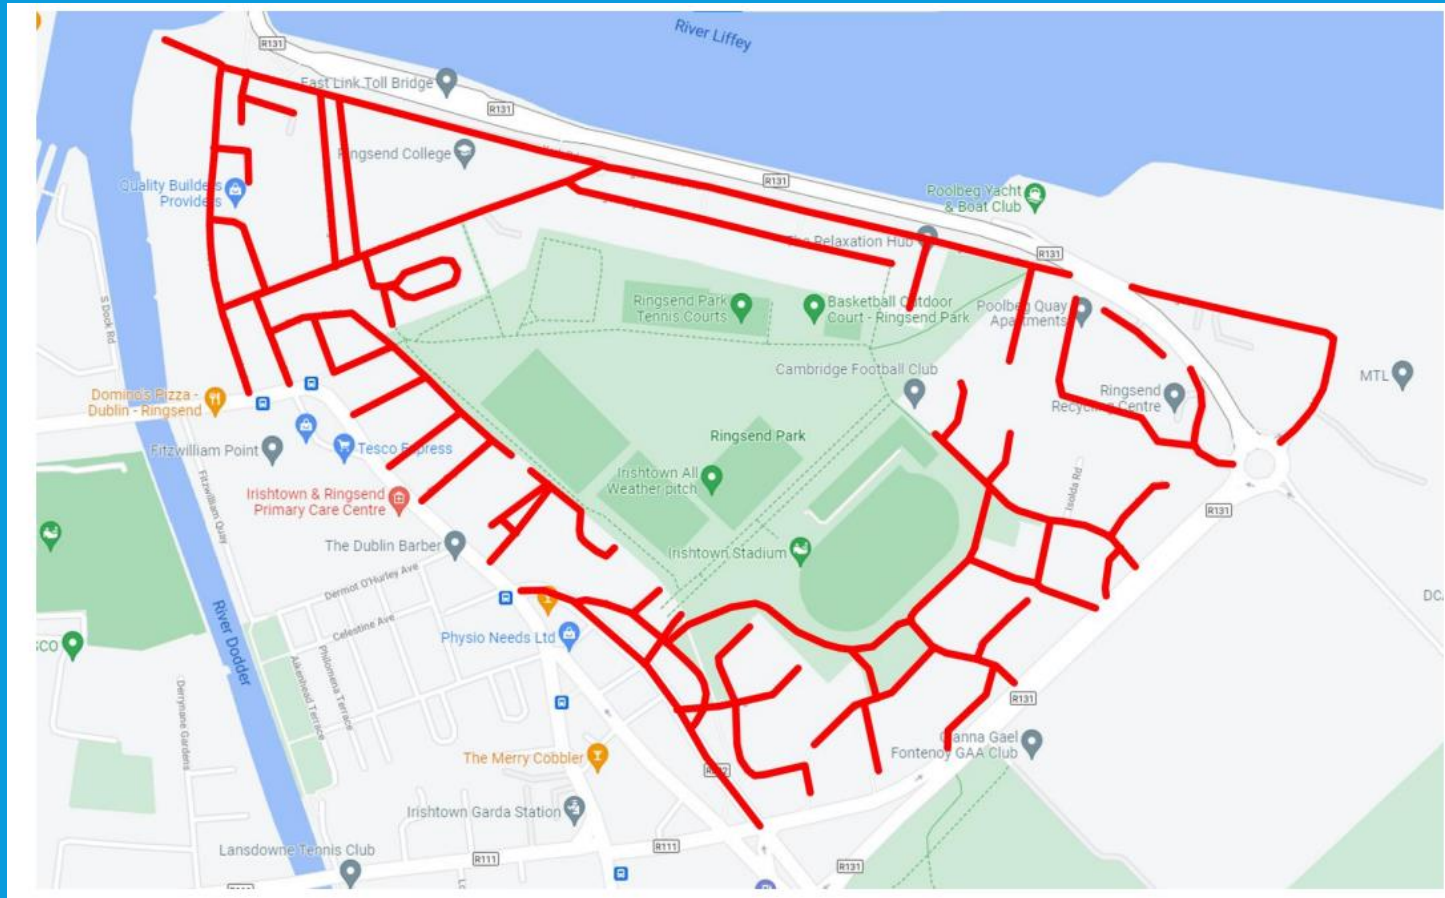 River Liffey
R131
East Link Toll Bridge
R131
Ringsend College
R131
Quality Builders
Providers
Poolbeg Yacht
& Boat Club
The Relaxation Hub
R131
S Dock Rd
Ringsend Park
Tennis Courts
Basketball Outdoor
Court - Ringsend Park
Poolbeg Quay
Apartments
Cambridge Football Club
MTL
Domino's Pizza -
Dublin - Ringsend
Ringsend
Recycling Centre
Ringsend Park
Fitzwilliam Point
Tesco Express
Irishtown All
Weather pitch
Isolda Rd
Irishtown & Ringsend
Primary Care Centre
Fitzwilliam Quay
R131
The Dublin Barber
Irishtown Stadium
Dermot O'Hurley Ave
River Dodder
Celestine Ave
SCO
Physio Needs Ltd
Philomena Terrace
Aikenhead Terrace
Derrynane Gardens
R131
Clanna Gael
Fontenoy GAA Club
The Merry Cobbler
Irishtown Garda Station
Lansdowne Tennis Club
R111
R111
R131